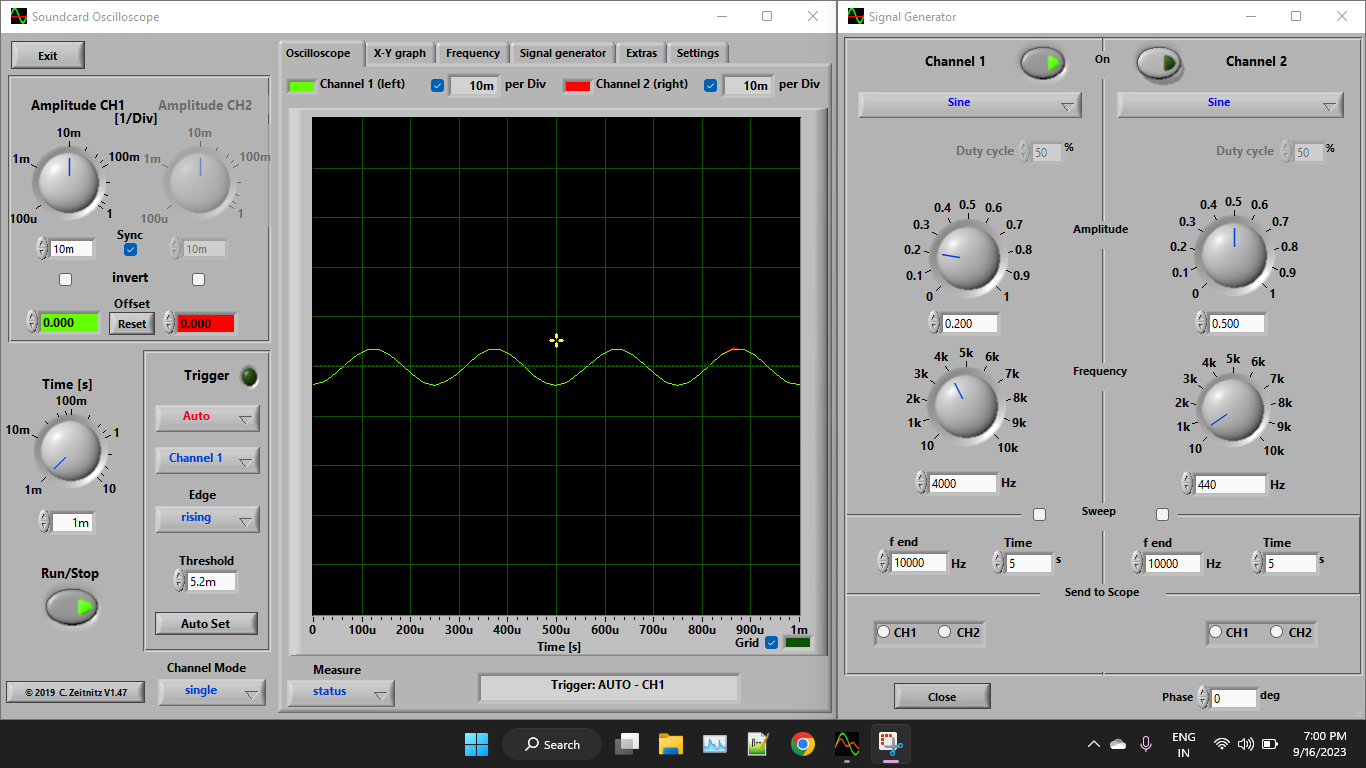 Soundcard Oscilloscope
Exit
Amplitude CH1
Amplitude CH2
[1/Div]
10m
1m
100m
100u
1
10m
1m
100m
100u
1
Sync
10m
10m
invert
Offset
0.000
Reset
0.000
Time [s]
100m
10m
1
1m
10
1m
Run/Stop
© 2019 C. Zeitnitz V1.47
Trigger
Auto
Channel 1
Edge
rising
Threshold
5.2m
Auto Set
Channel Mode
single
Oscilloscope
X-Y graph
Frequency
Signal generator
Extras
Settings
Channel 1 (left)
10m
per Div
Channel 2 (right)
10m
per Div
0
100u
200u
300u
400u
500u
600u
700u
800u
900u
1m
Time [s]
Grid
Measure
status
Trigger: AUTO - CH1
Signal Generator
Channel 1
On
Channel 2
Sine
Sine
Duty cycle
50
%
Duty cycle
50
%
Amplitude
0
0.1
0.2
0.3
0.4
0.5
0.6
0.7
0.8
0.9
1
0.200
0
0.1
0.2
0.3
0.4
0.5
0.6
0.7
0.8
0.9
1
0.500
Frequency
10
1k
2k
3k
4k
5k
6k
7k
8k
9k
10k
4000
Hz
10
1k
2k
3k
4k
5k
6k
7k
8k
9k
10k
440
Hz
Sweep
f end
10000
Hz
Time
5
s
f end
10000
Hz
Time
5
s
Send to Scope
CH1
CH2
CH1
CH2
Close
Phase
0
deg
Search
ENG
IN
7:00 PM
9/16/2023